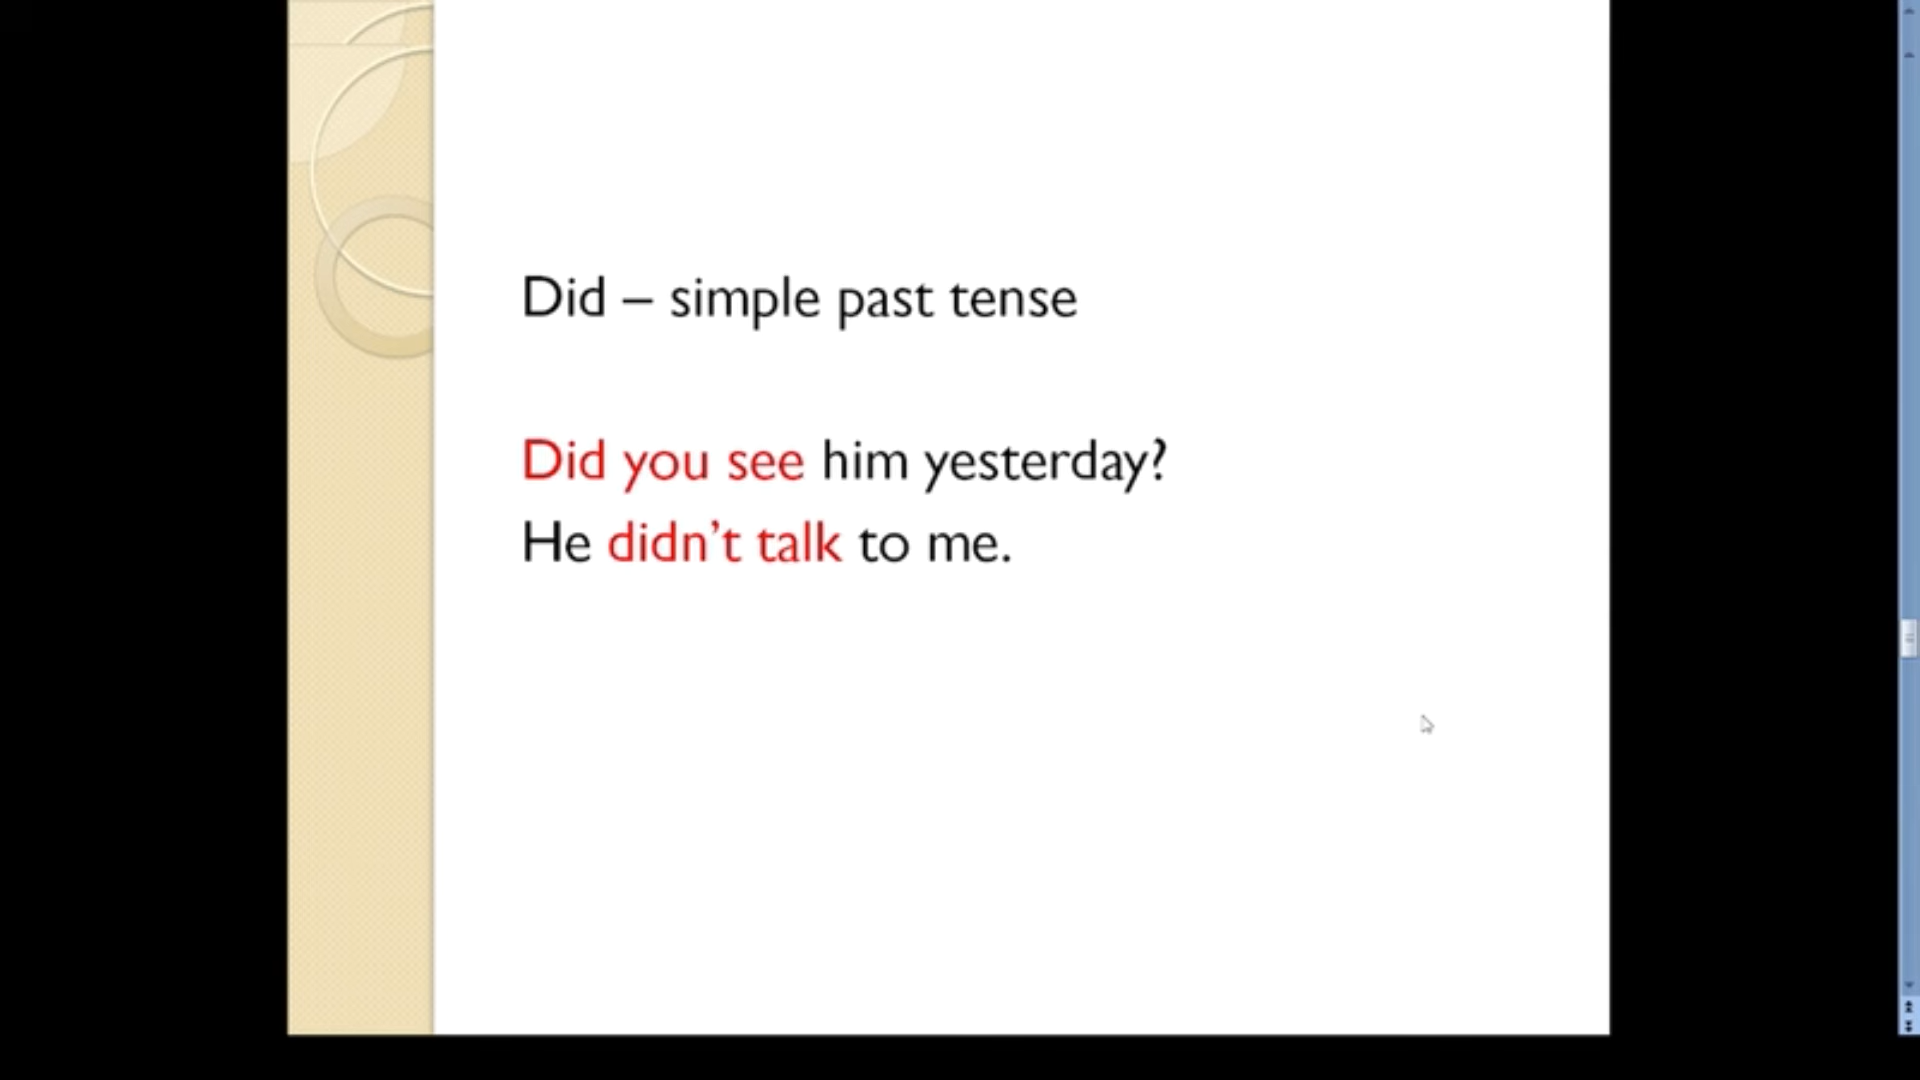 Did – simple past tense
Did you see him yesterday?
He didn’t talk to me.